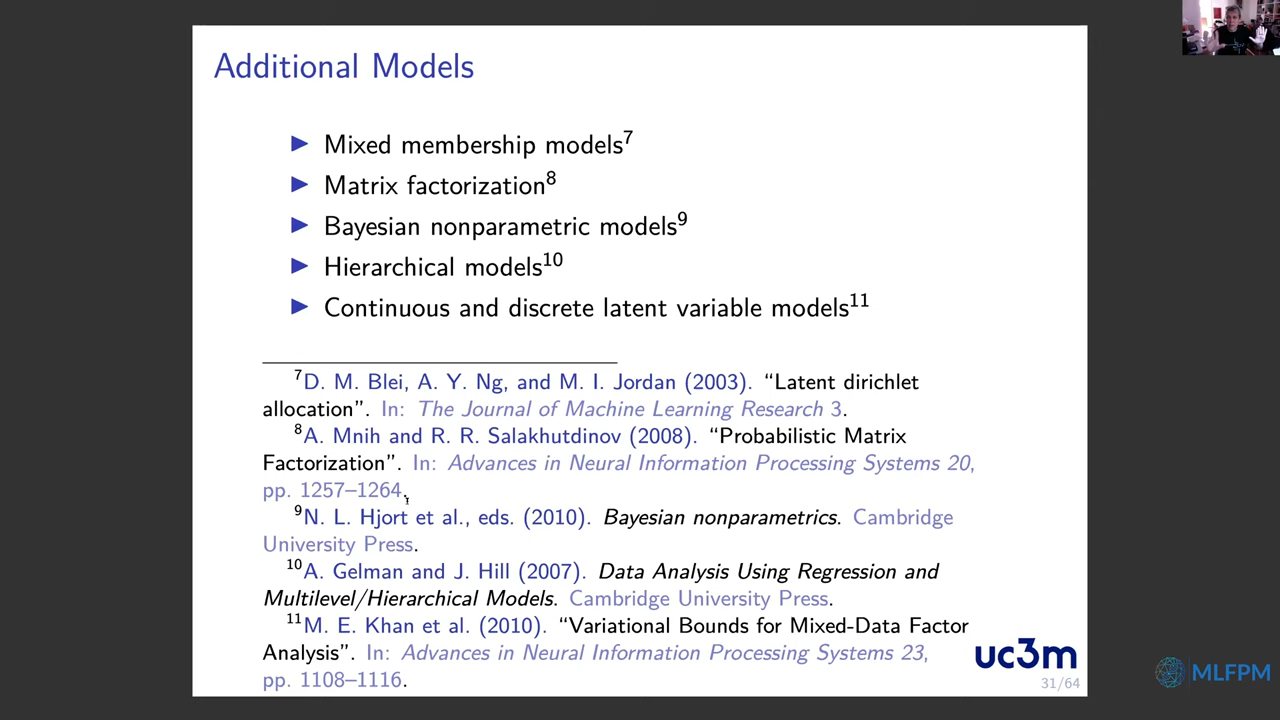 Additional Models
▶ Mixed membership models⁷
▶ Matrix factorization⁸
▶ Bayesian nonparametric models⁹
▶ Hierarchical models¹⁰
▶ Continuous and discrete latent variable models¹¹
⁷D. M. Blei, A. Y. Ng, and M. I. Jordan (2003). “Latent dirichlet
allocation”. In: The Journal of Machine Learning Research 3.
⁸A. Mnih and R. R. Salakhutdinov (2008). “Probabilistic Matrix
Factorization”. In: Advances in Neural Information Processing Systems 20,
pp. 1257–1264.
⁹N. L. Hjort et al., eds. (2010). Bayesian nonparametrics. Cambridge
University Press.
¹⁰A. Gelman and J. Hill (2007). Data Analysis Using Regression and
Multilevel/Hierarchical Models. Cambridge University Press.
¹¹M. E. Khan et al. (2010). “Variational Bounds for Mixed-Data Factor
Analysis”. In: Advances in Neural Information Processing Systems 23,
pp. 1108–1116.
uc3m
31/64
MLFPM